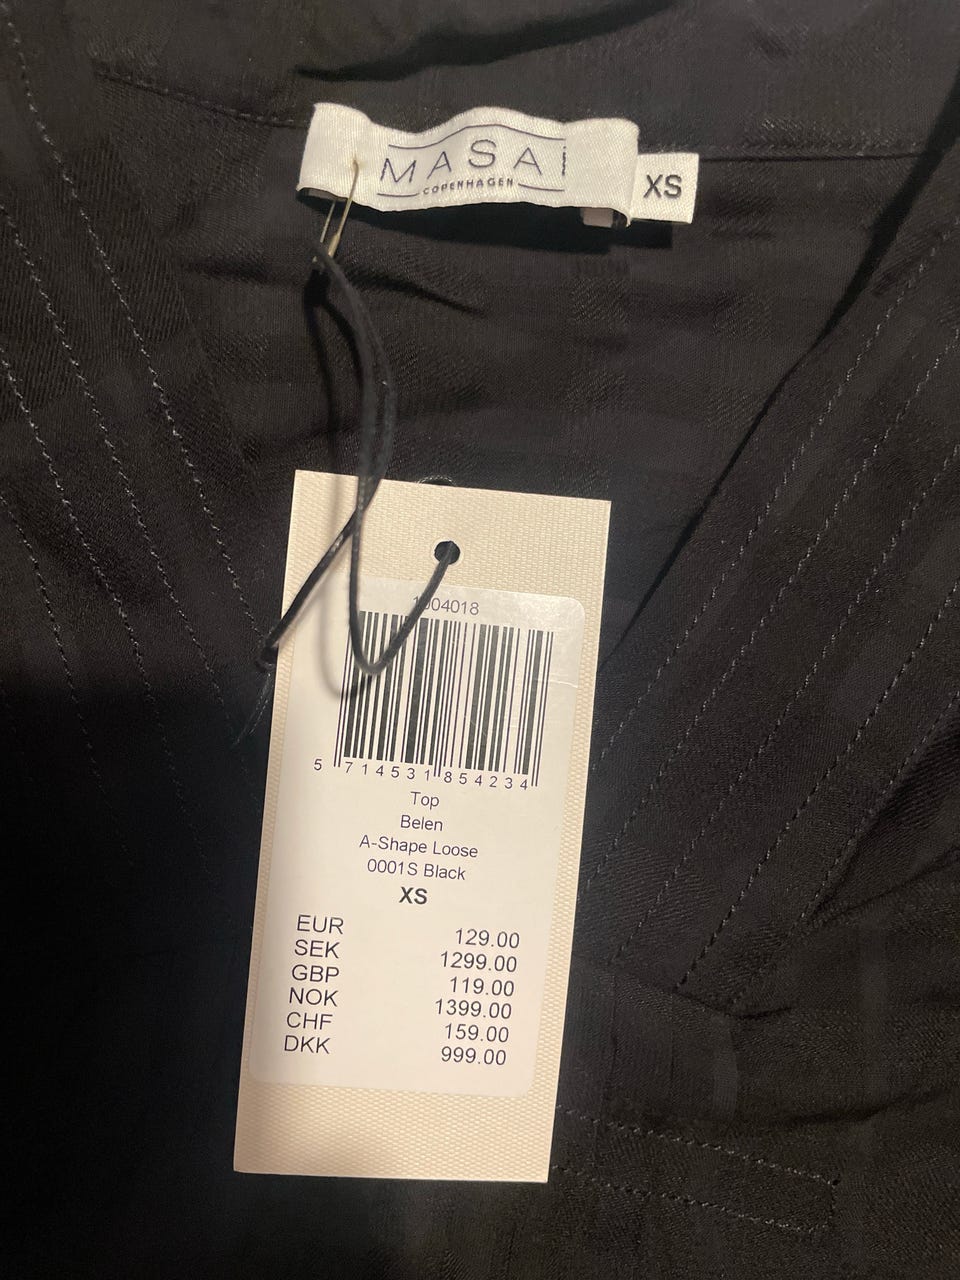 MASAI
COPENHAGEN
XS
1004018
5 714531 854234
Top
Belen
A-Shape Loose
0001S Black
XS
EUR 129.00
SEK 1299.00
GBP 119.00
NOK 1399.00
CHF 159.00
DKK 999.00